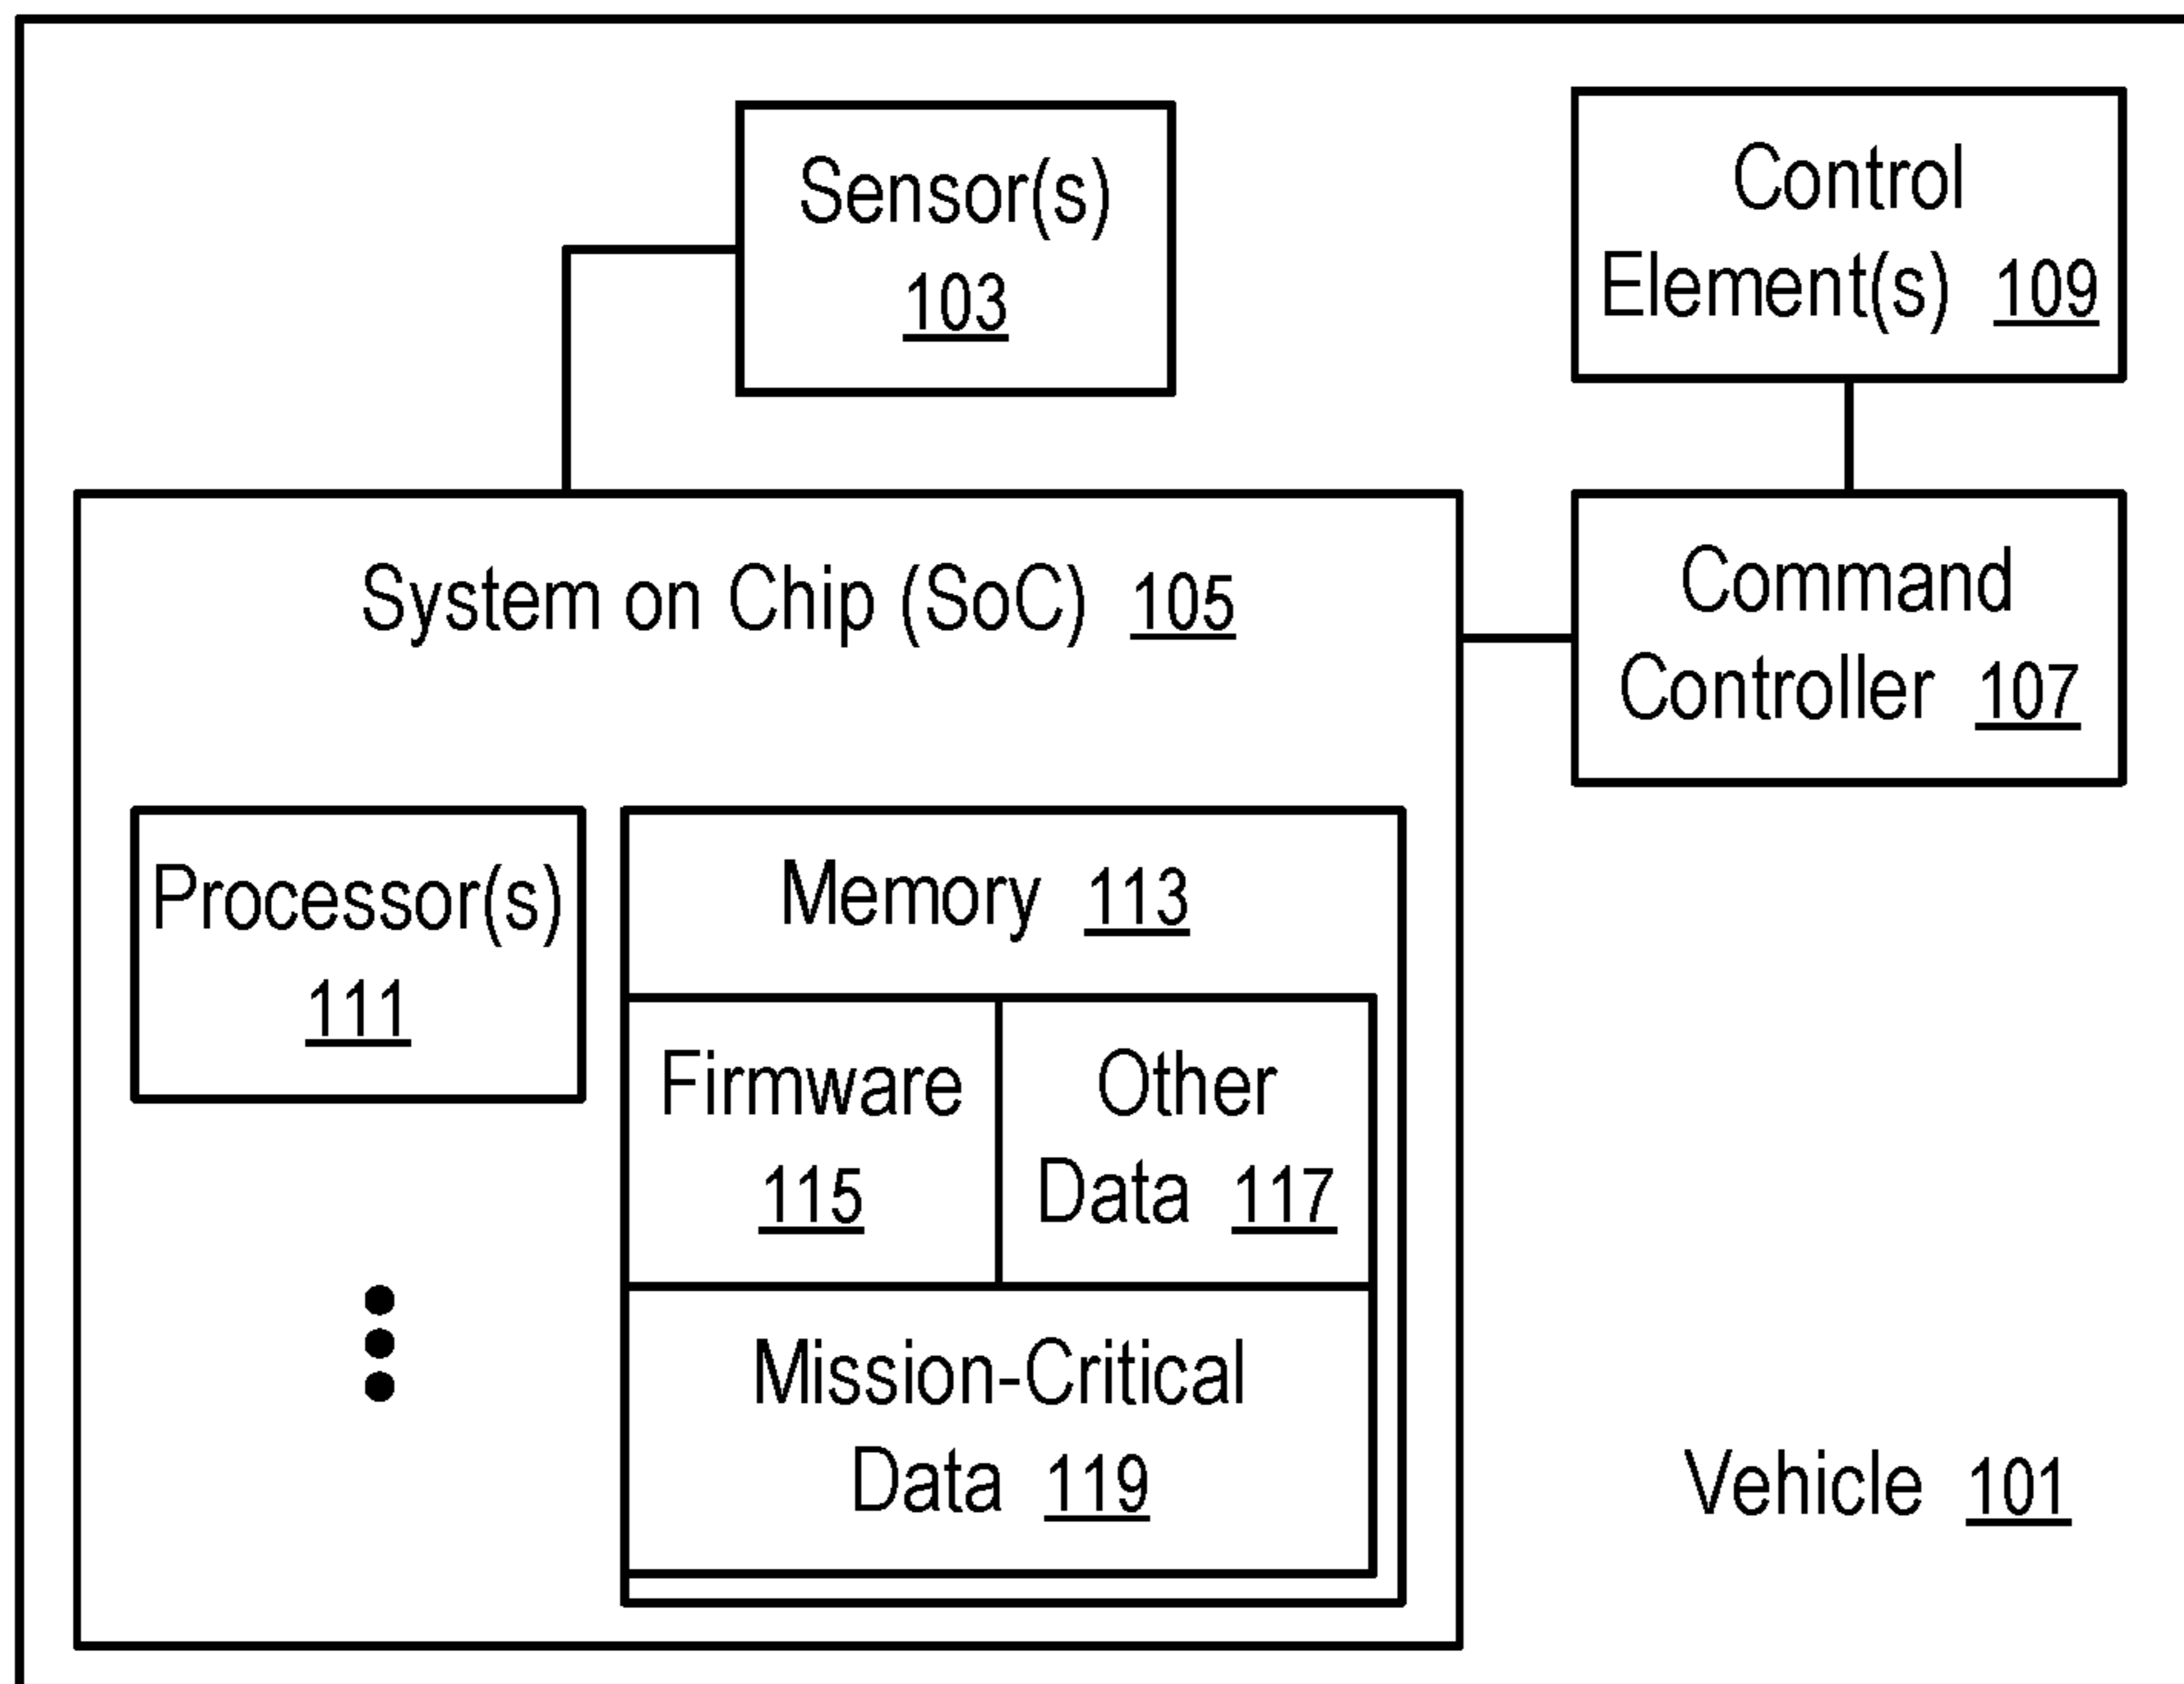 Sensor(s)
103
Control
Element(s) 109
System on Chip (SoC) 105
Command
Controller 107
Processor(s)
111
Memory 113
Firmware
115
Other
Data 117
Mission-Critical
Data 119
Vehicle 101